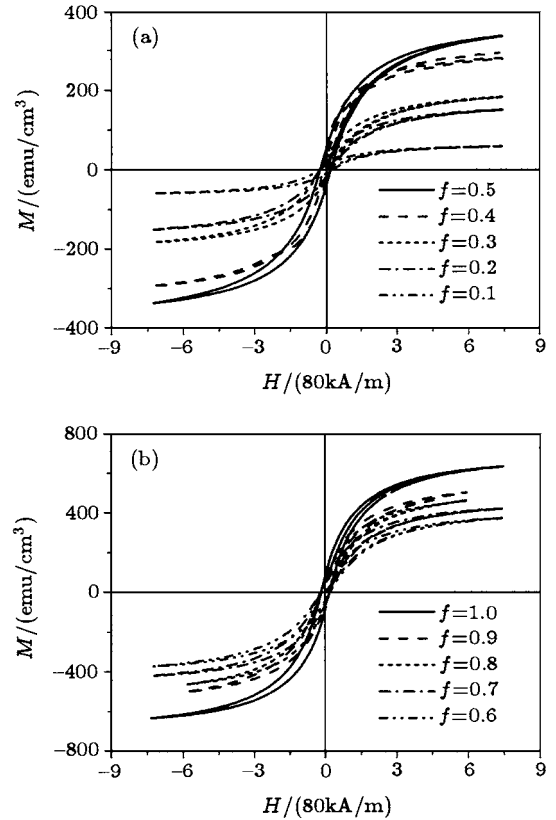 (a)
400
200
0
−200
−400
M/(emu/cm³)
f=0.5
f=0.4
f=0.3
f=0.2
f=0.1
−9 −6 −3 0 3 6 9
H/(80kA/m)
(b)
800
400
0
−400
−800
M/(emu/cm³)
f=1.0
f=0.9
f=0.8
f=0.7
f=0.6
−9 −6 −3 0 3 6 9
H/(80kA/m)